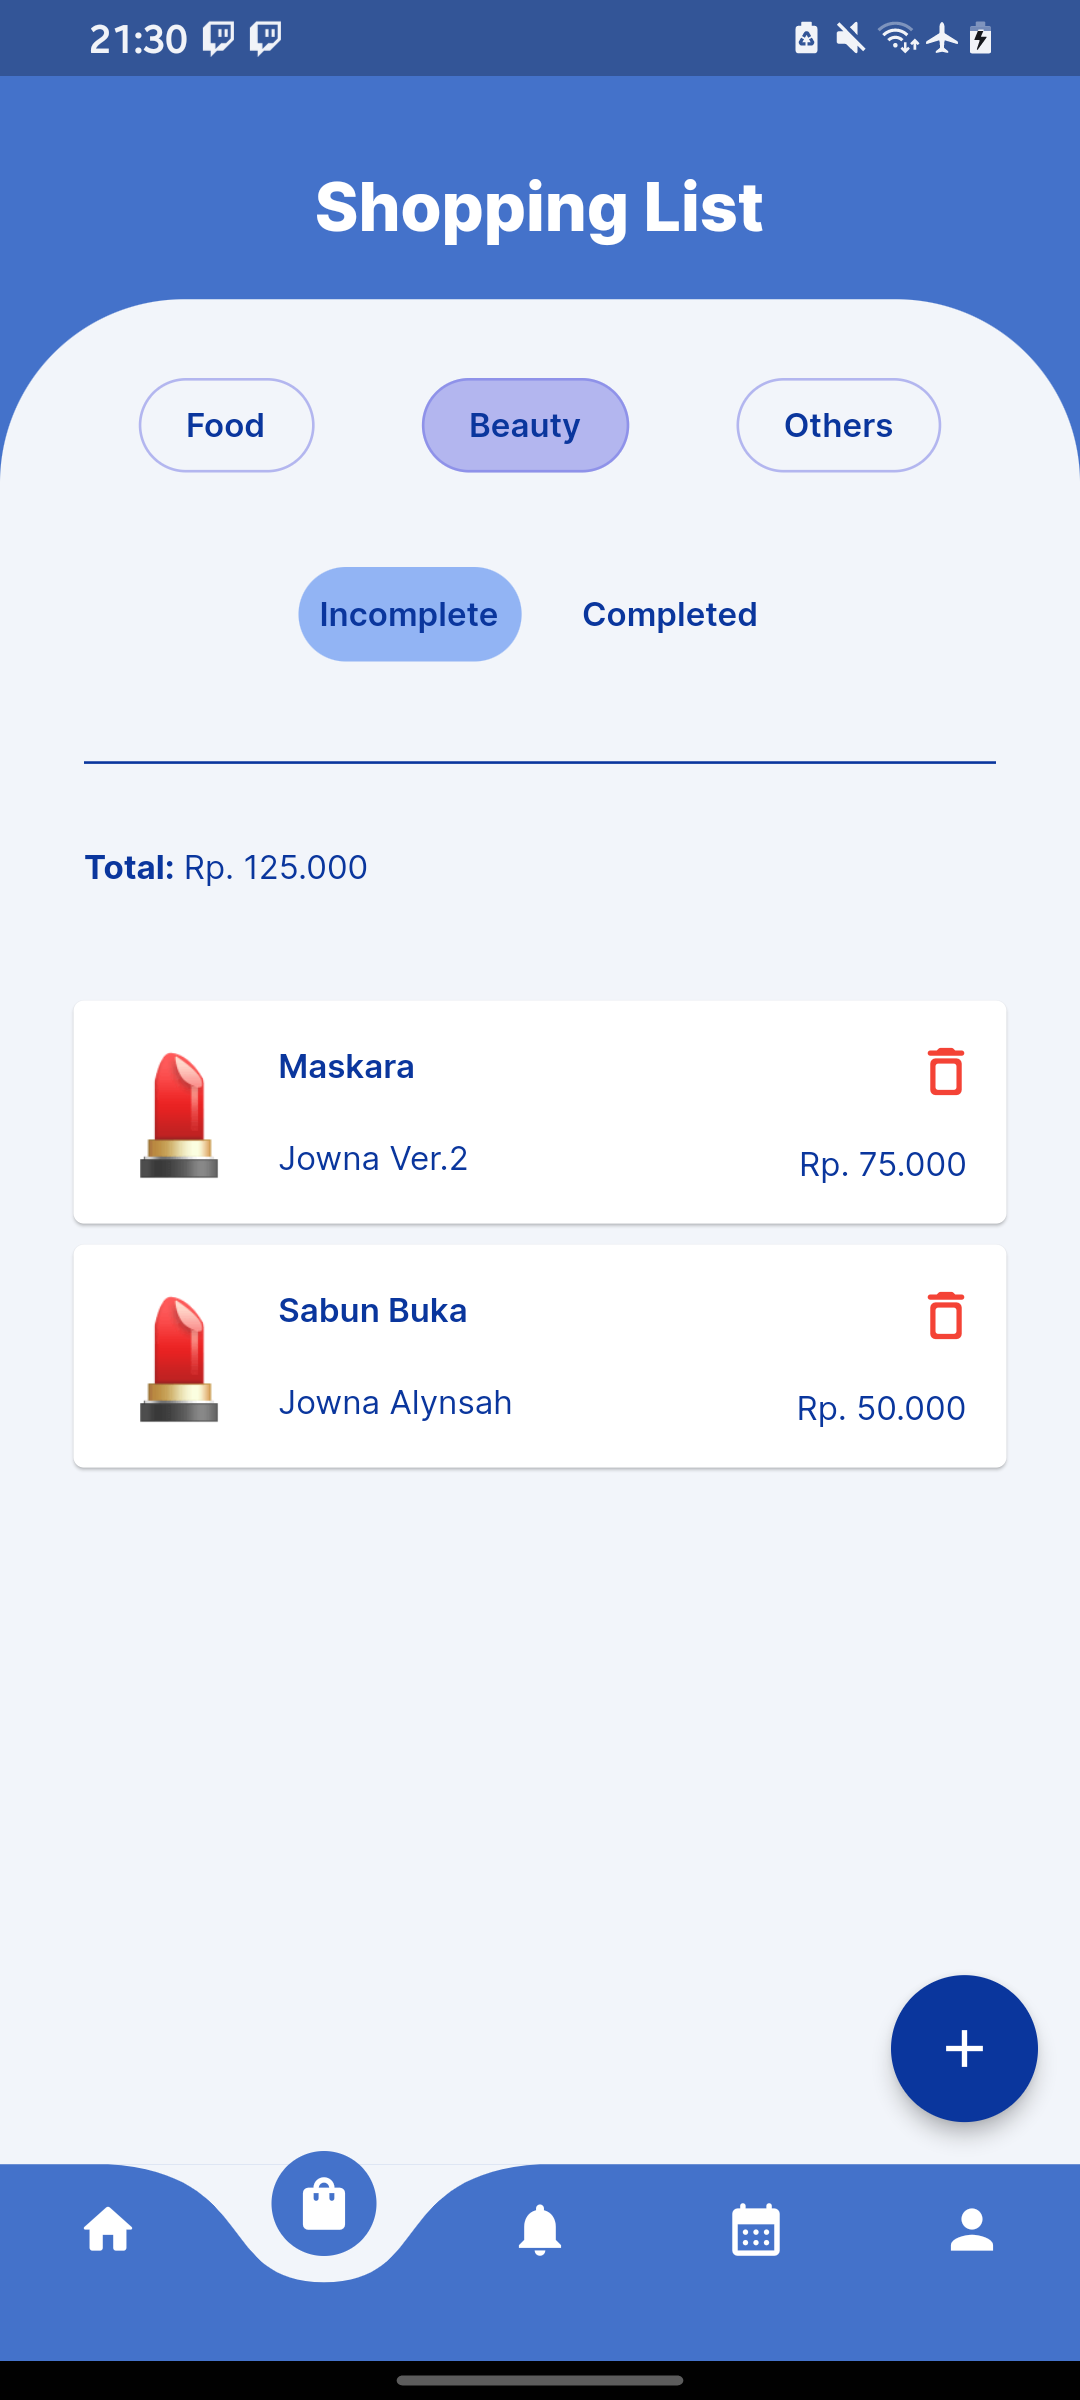 21:30
Shopping List
Food Beauty Others
Incomplete Completed
Total: Rp. 125.000
Maskara
Jowna Ver.2 Rp. 75.000
Sabun Buka
Jowna Alynsah Rp. 50.000